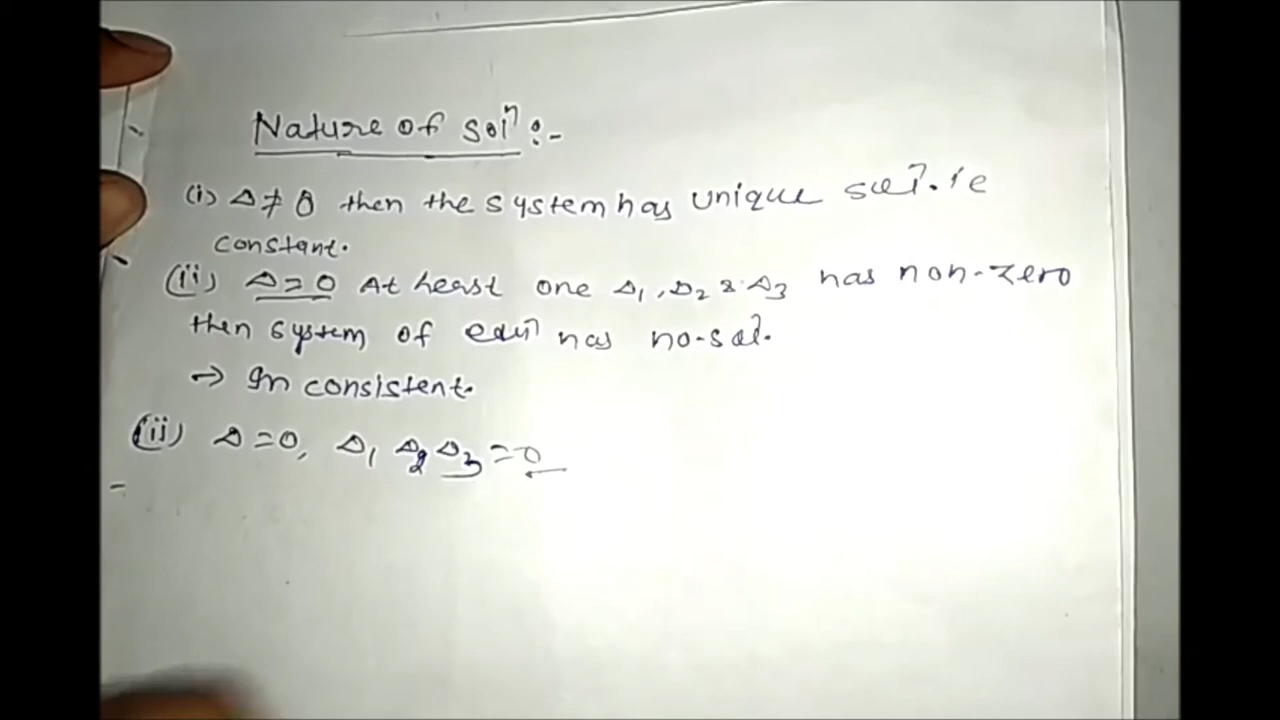 Nature of solⁿ :-
(i) Δ ≠ 0 then the system has unique sol. ie
constant.
(ii) Δ = 0 At least one Δ₁, Δ₂ & Δ₃ has non-zero
then system of eqⁿ has no-sol.
→ In consistent.
(ii) Δ = 0, Δ₁ Δ₂ Δ₃ = 0